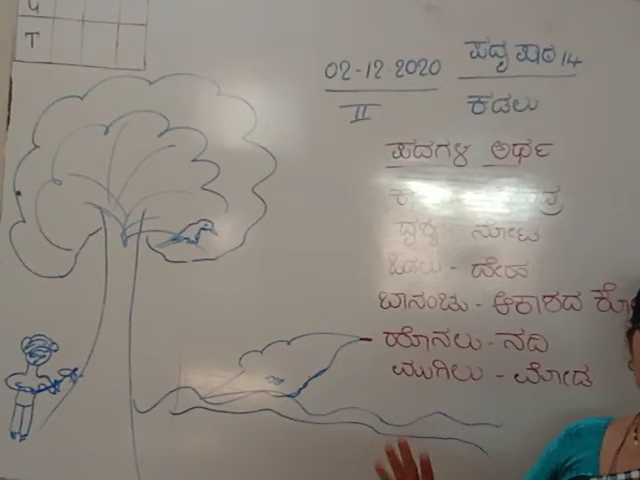 T
02-12-2020 ಪದ್ಯ ಪಾಠ 14
II ಕಡಲು
ಪದಗಳ ಅರ್ಥ
ದೃಶ್ಯ - ನೋಟ
ಒಡಲು - ದೇಹ
ಬಾನಂಚು - ಆಕಾಶದ
ಹೊನಲು - ನದಿ
ಮುಗಿಲು - ಮೋಡ